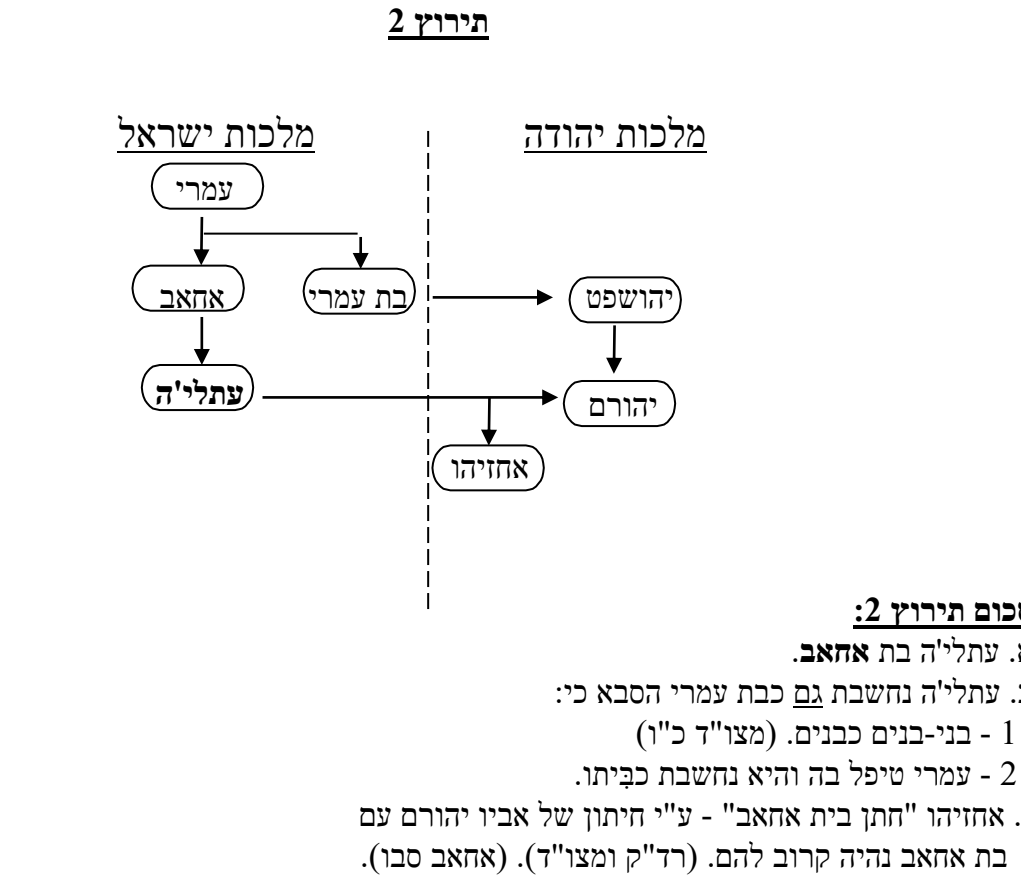 תירוץ 2
מלכות יהודה
מלכות ישראל
עמרי
אחאב
בת עמרי
יהושפט
עתלי'ה
יהורם
אחזיהו
כום תירוץ 2:
. עתלי'ה בת אחאב.
. עתלי'ה נחשבת גם כבת עמרי הסבא כי:
1 - בני-בנים כבנים. (מצו"ד כ"ו)
2 - עמרי טיפל בה והיא נחשבת כבִּיתו.
. אחזיהו "חתן בית אחאב" - ע"י חיתון של אביו יהורם עם
בת אחאב נהיה קרוב להם. (רד"ק ומצו"ד). (אחאב סבו).